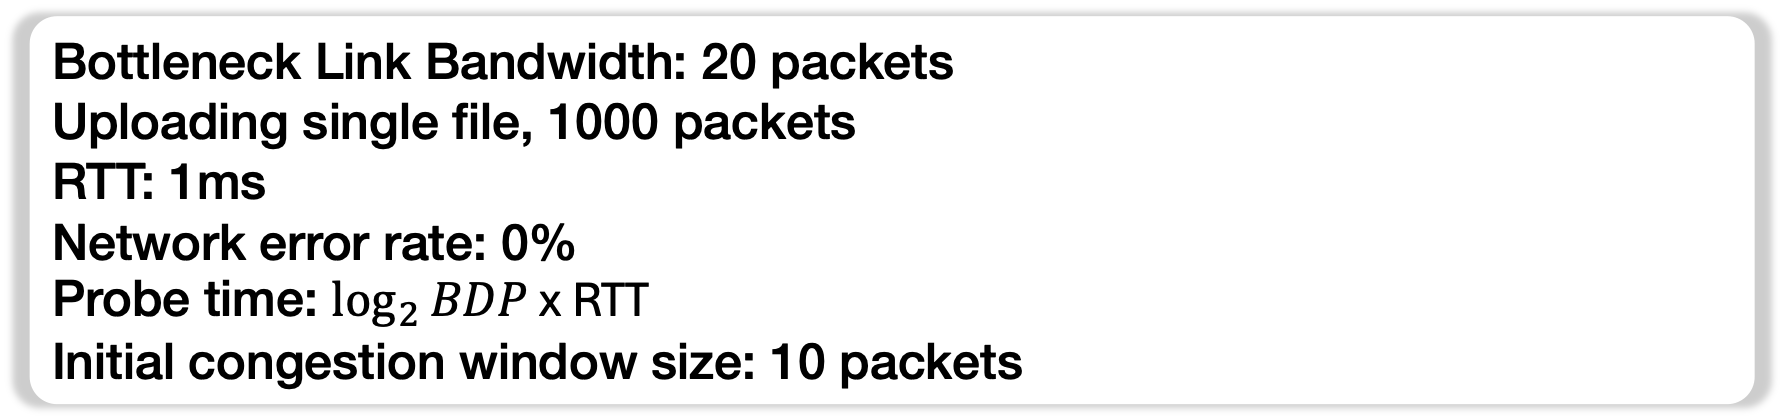 Bottleneck Link Bandwidth: 20 packets
Uploading single file, 1000 packets
RTT: 1ms
Network error rate: 0%
Probe time: log₂ BDP x RTT
Initial congestion window size: 10 packets